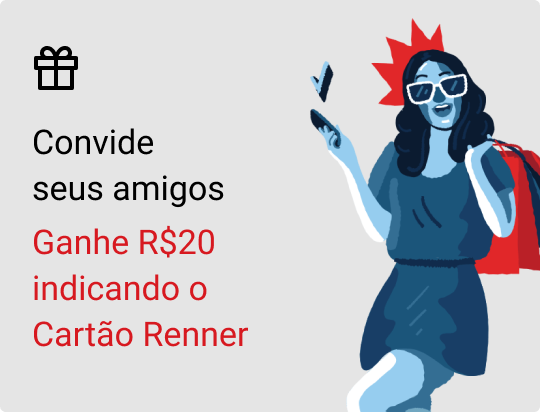 Convide
seus amigos
Ganhe R$20
indicando o
Cartão Renner